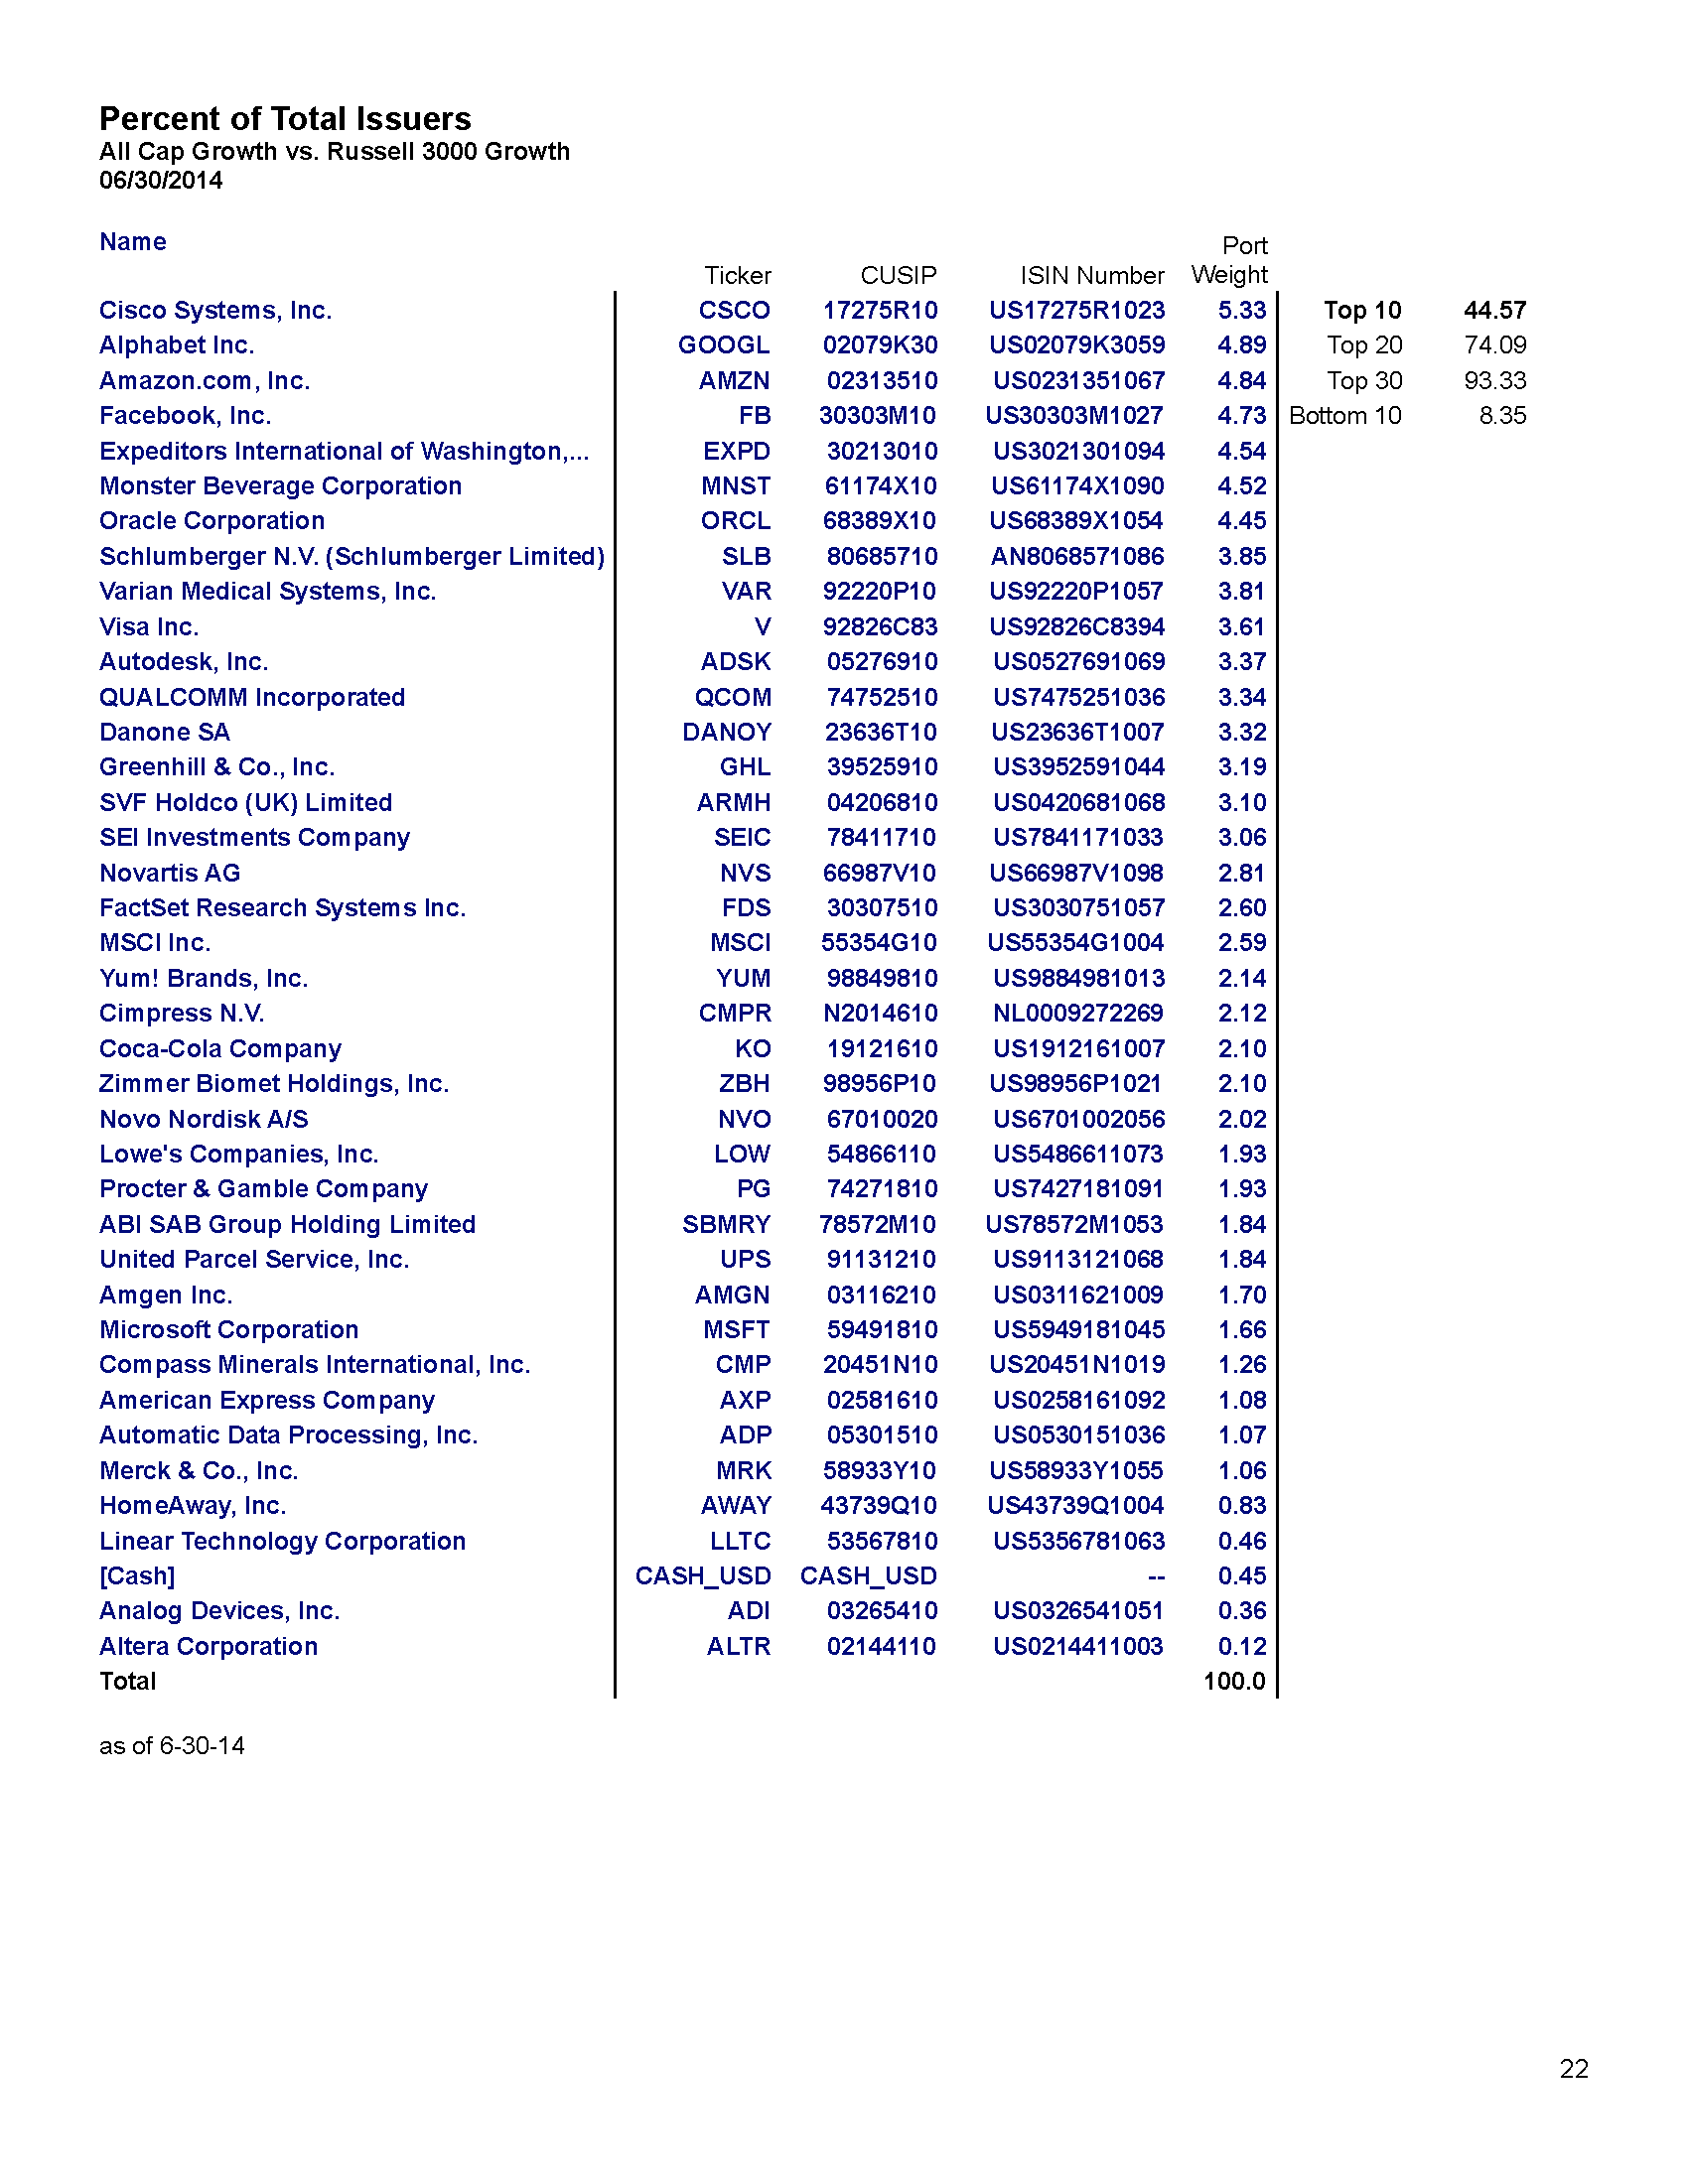 Percent of Total Issuers
All Cap Growth vs. Russell 3000 Growth
06/30/2014
Name Ticker CUSIP ISIN Number Port Weight
Cisco Systems, Inc. CSCO 17275R10 US17275R1023 5.33 Top 10 44.57
Alphabet Inc. GOOGL 02079K30 US02079K3059 4.89 Top 20 74.09
Amazon.com, Inc. AMZN 02313510 US0231351067 4.84 Top 30 93.33
Facebook, Inc. FB 30303M10 US30303M1027 4.73 Bottom 10 8.35
Expeditors International of Washington,... EXPD 30213010 US3021301094 4.54
Monster Beverage Corporation MNST 61174X10 US61174X1090 4.52
Oracle Corporation ORCL 68389X10 US68389X1054 4.45
Schlumberger N.V. (Schlumberger Limited) SLB 80685710 AN8068571086 3.85
Varian Medical Systems, Inc. VAR 92220P10 US92220P1057 3.81
Visa Inc. V 92826C83 US92826C8394 3.61
Autodesk, Inc. ADSK 05276910 US0527691069 3.37
QUALCOMM Incorporated QCOM 74752510 US7475251036 3.34
Danone SA DANOY 23636T10 US23636T1007 3.32
Greenhill & Co., Inc. GHL 39525910 US3952591044 3.19
SVF Holdco (UK) Limited ARMH 04206810 US0420681068 3.10
SEI Investments Company SEIC 78411710 US7841171033 3.06
Novartis AG NVS 66987V10 US66987V1098 2.81
FactSet Research Systems Inc. FDS 30307510 US3030751057 2.60
MSCI Inc. MSCI 55354G10 US55354G1004 2.59
Yum! Brands, Inc. YUM 98849810 US9884981013 2.14
Cimpress N.V. CMPR N2014610 NL0009272269 2.12
Coca-Cola Company KO 19121610 US1912161007 2.10
Zimmer Biomet Holdings, Inc. ZBH 98956P10 US98956P1021 2.10
Novo Nordisk A/S NVO 67010020 US6701002056 2.02
Lowe's Companies, Inc. LOW 54866110 US5486611073 1.93
Procter & Gamble Company PG 74271810 US7427181091 1.93
ABI SAB Group Holding Limited SBMRY 78572M10 US78572M1053 1.84
United Parcel Service, Inc. UPS 91131210 US9113121068 1.84
Amgen Inc. AMGN 03116210 US0311621009 1.70
Microsoft Corporation MSFT 59491810 US5949181045 1.66
Compass Minerals International, Inc. CMP 20451N10 US20451N1019 1.26
American Express Company AXP 02581610 US0258161092 1.08
Automatic Data Processing, Inc. ADP 05301510 US0530151036 1.07
Merck & Co., Inc. MRK 58933Y10 US58933Y1055 1.06
HomeAway, Inc. AWAY 43739Q10 US43739Q1004 0.83
Linear Technology Corporation LLTC 53567810 US5356781063 0.46
[Cash] CASH_USD CASH_USD -- 0.45
Analog Devices, Inc. ADI 03265410 US0326541051 0.36
Altera Corporation ALTR 02144110 US0214411003 0.12
Total 100.0
as of 6-30-14
22